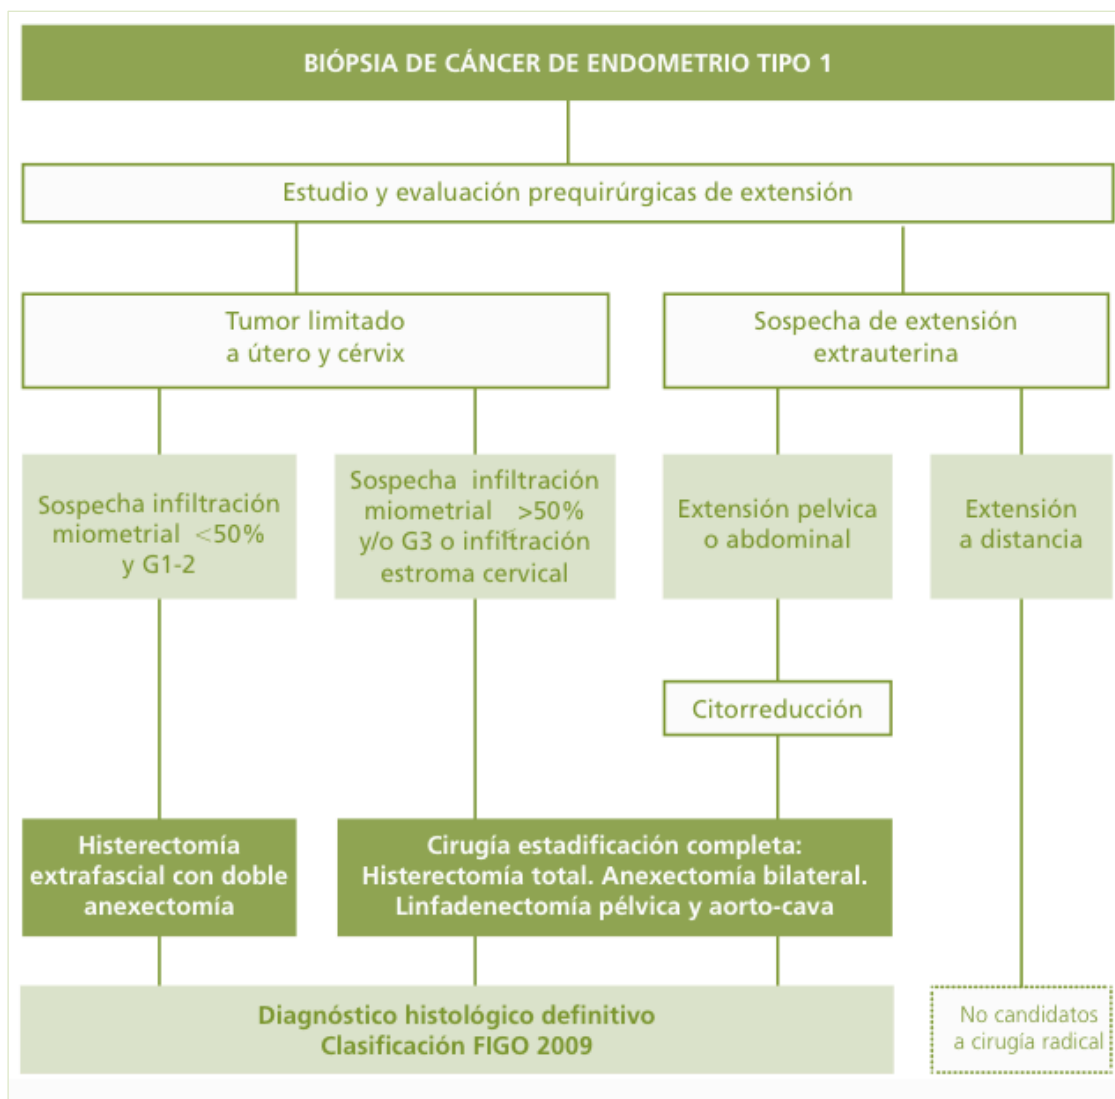 BIÓPSIA DE CÁNCER DE ENDOMETRIO TIPO 1
Estudio y evaluación prequirúrgicas de extensión
Tumor limitado
a útero y cérvix
Sospecha de extensión
extrauterina
Sospecha infiltración
miometrial <50%
y G1-2
Sospecha infiltración
miometrial >50%
y/o G3 o infiltración
estroma cervical
Extensión pelvica
o abdominal
Extensión
a distancia
Citorreducción
Histerectomía
extrafascial con doble
anexectomía
Cirugía estadificación completa:
Histerectomía total. Anexectomía bilateral.
Linfadenectomía pélvica y aorto-cava
Diagnóstico histológico definitivo
Clasificación FIGO 2009
No candidatos
a cirugía radical